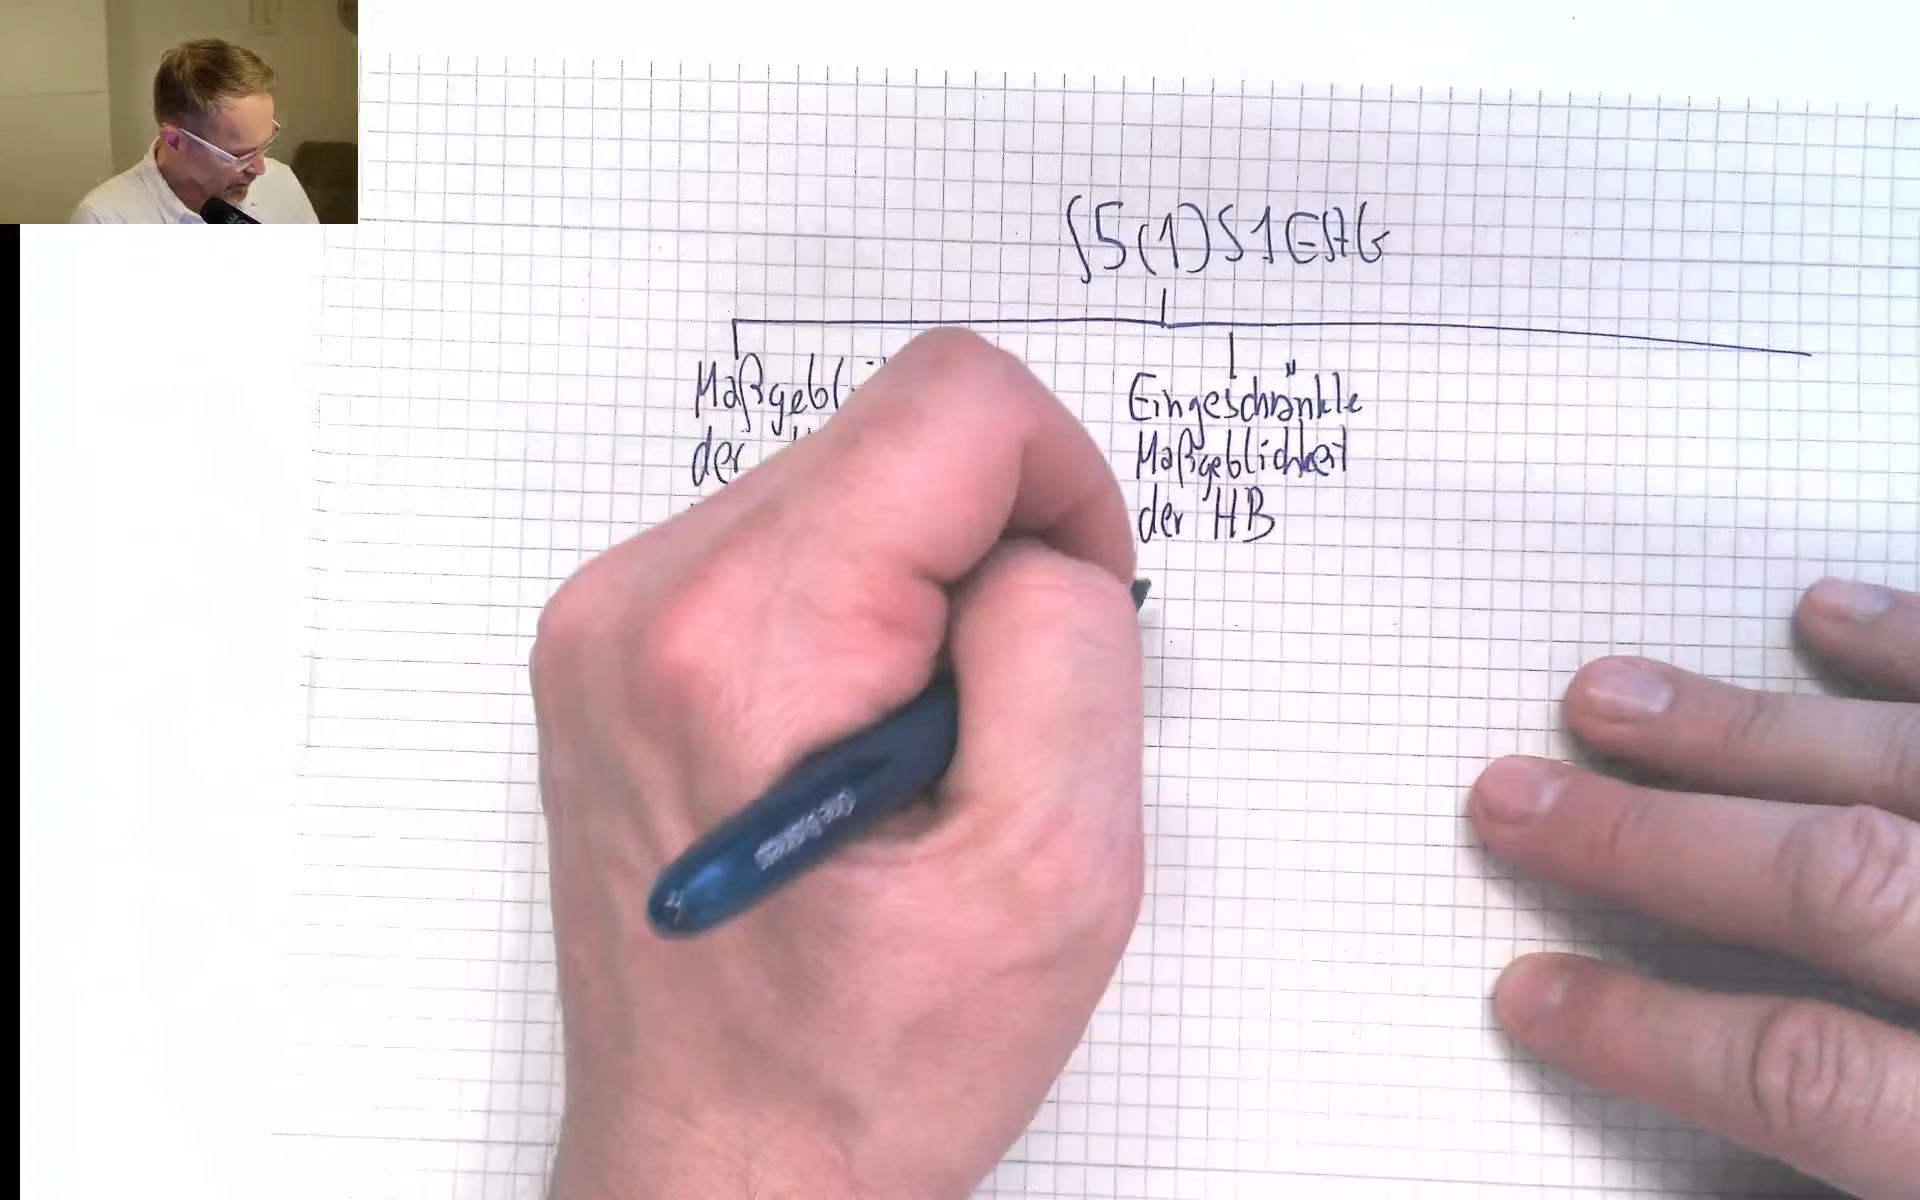 §5(1)S1EStG
Maßgebl
der
Eingeschränkte
Maßgeblichkeit
der HB